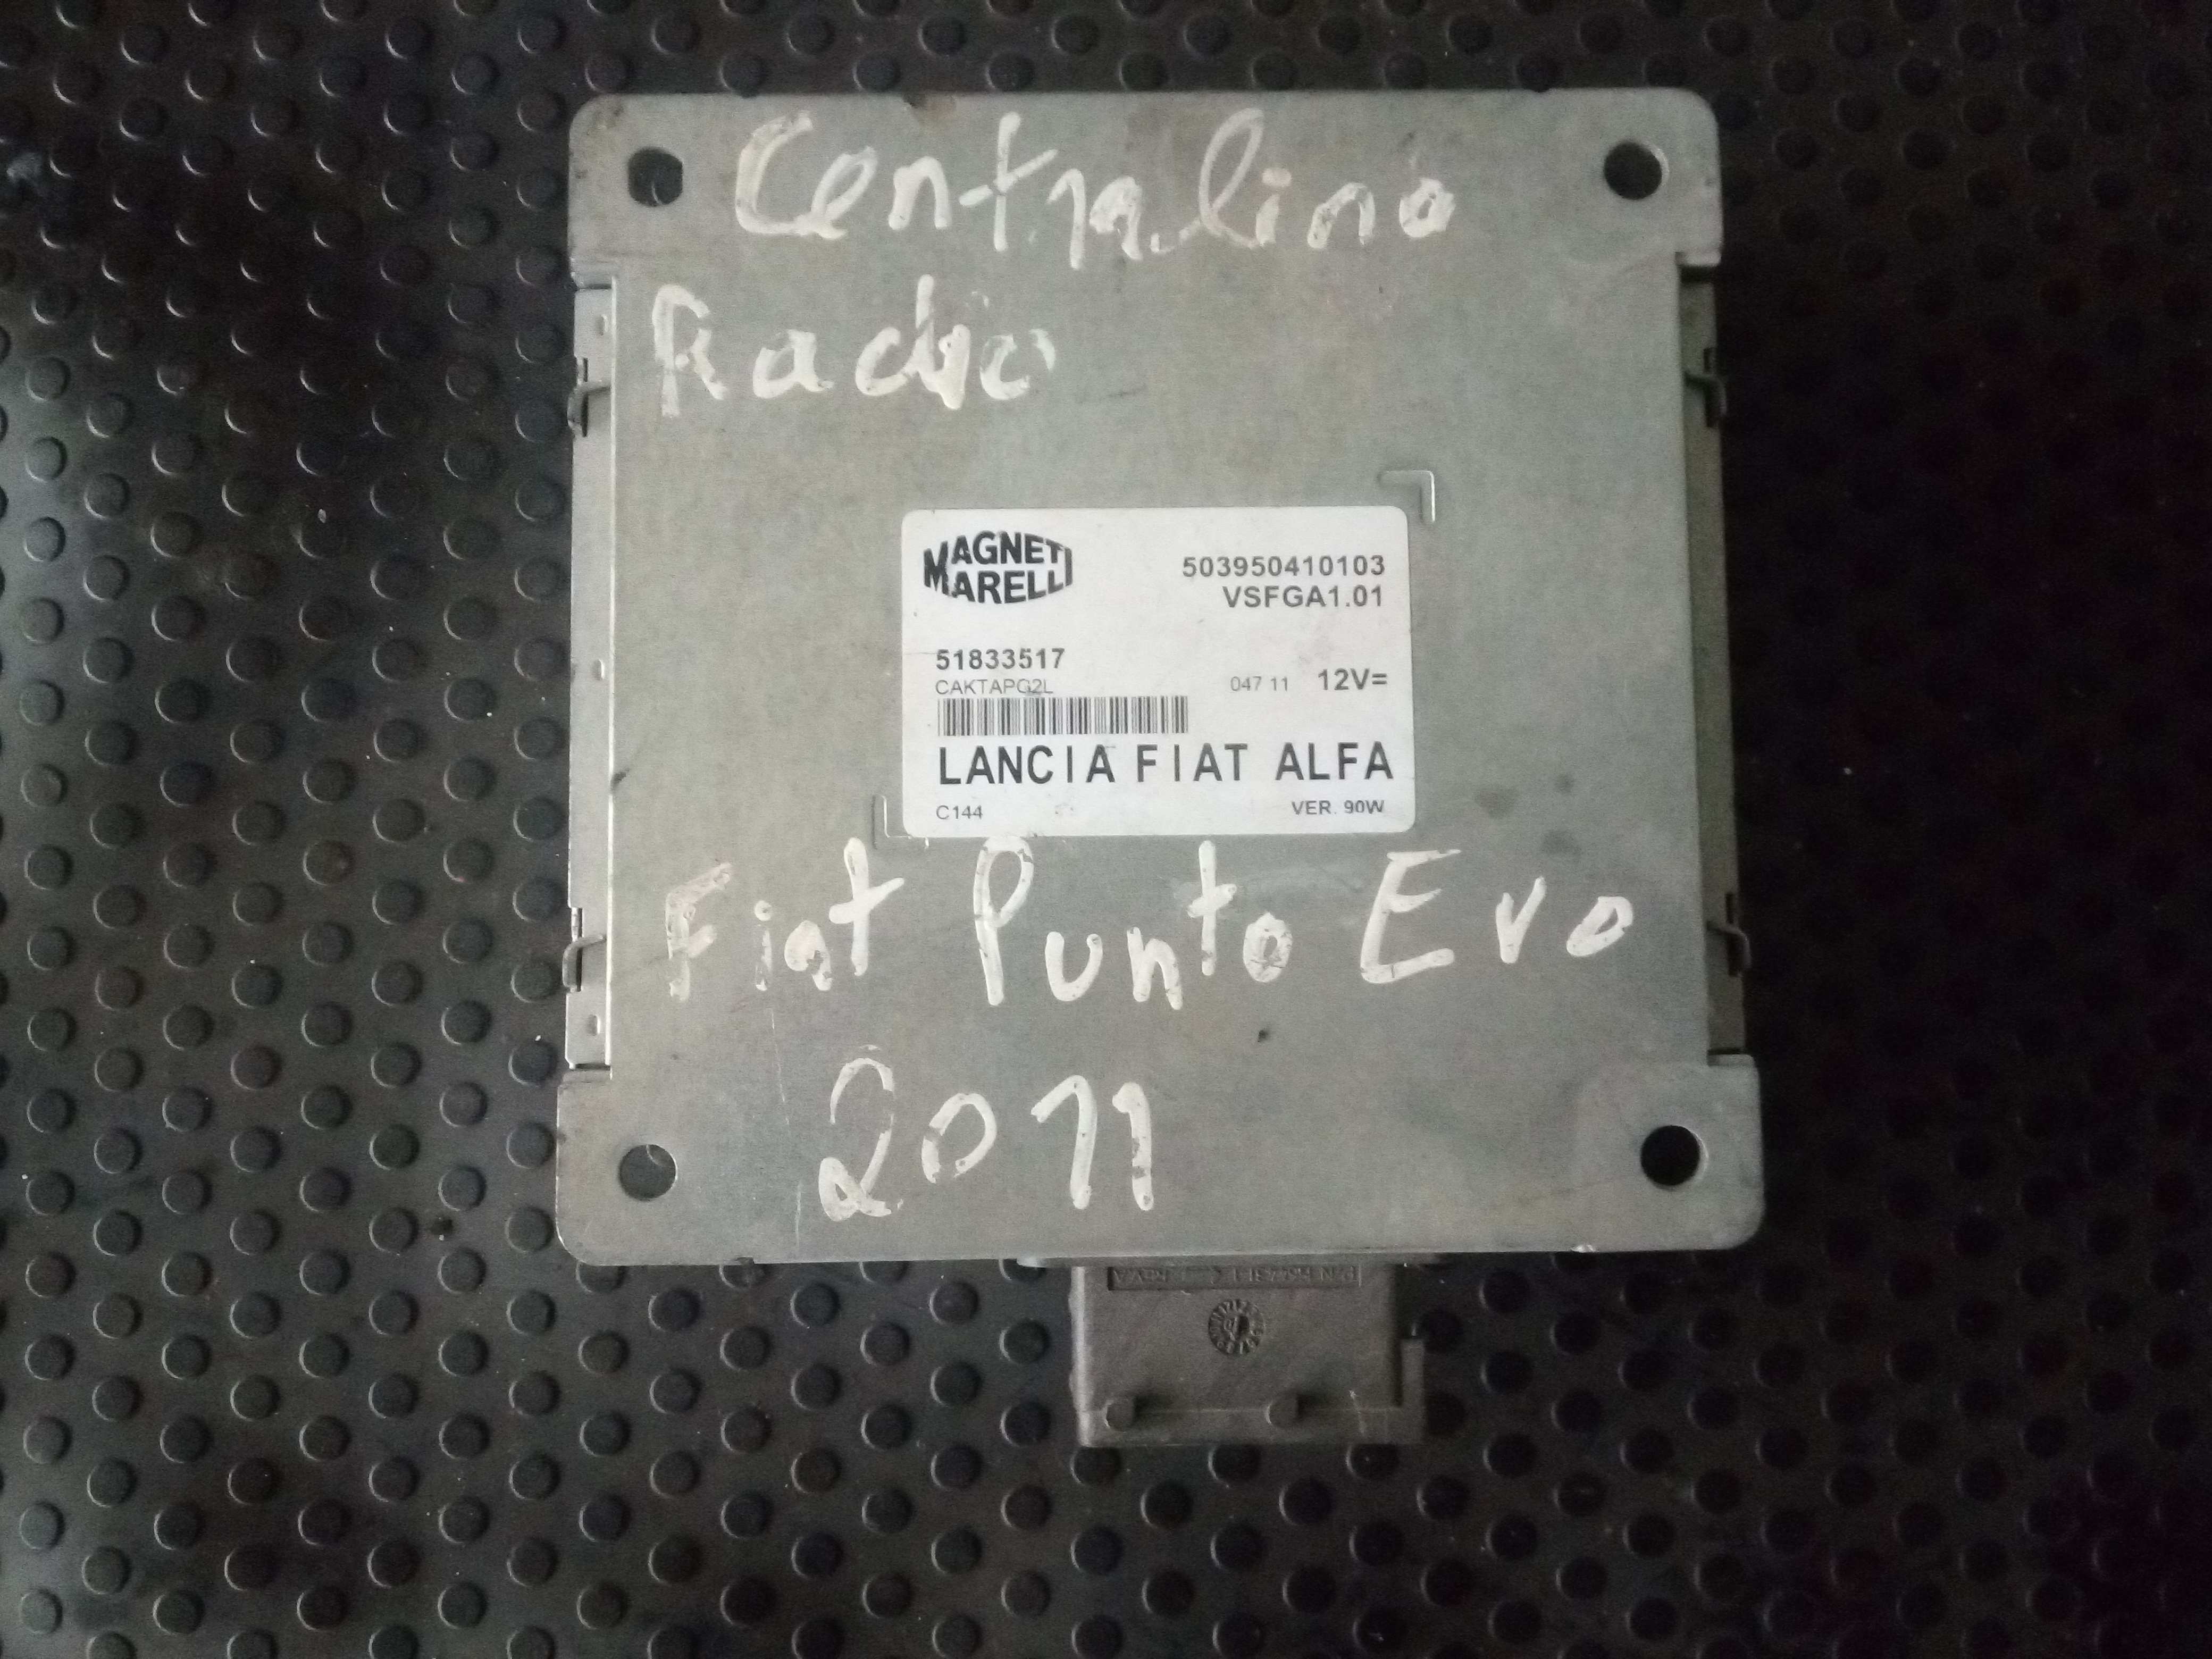 Centralina
Radio
MAGNETI
MARELLI
503950410103
VSFGA1.01
51833517
CAKTAPG2L
047 11 12V=
LANCIA FIAT ALFA
C144 VER. 90W
Fiat Punto Evo
2011